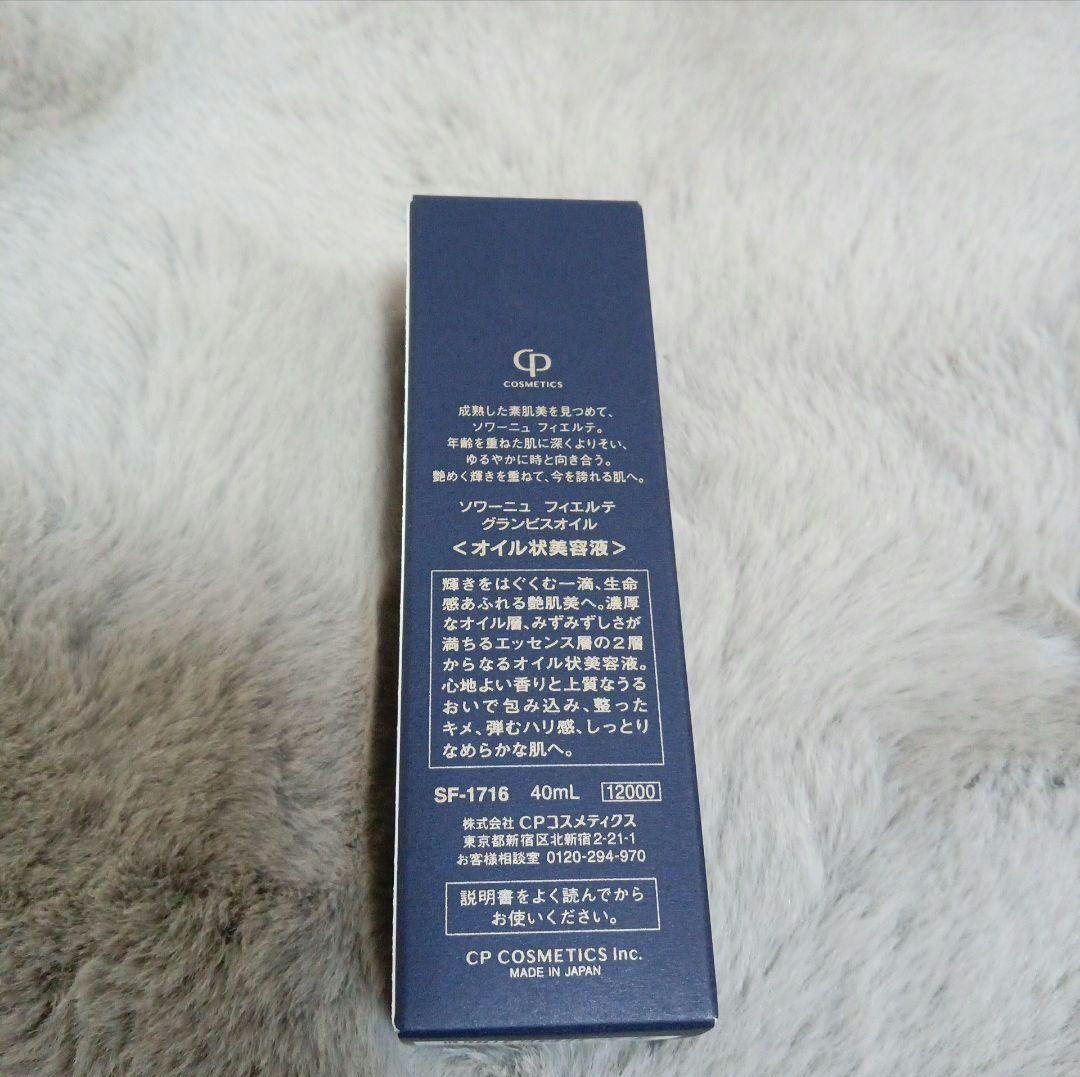 CP
COSMETICS
成熟した素肌美を見つめて、
ソワーニュ フィエルテ。
年齢を重ねた肌に深くよりそい、
ゆるやかに時と向き合う。
艶めく輝きを重ねて、今を誇れる肌へ。
ソワーニュ フィエルテ
グランビスオイル
<オイル状美容液>
輝きをはぐくむ一滴、生命
感あふれる艶肌美へ。濃厚
なオイル層、みずみずしさが
満ちるエッセンス層の2層
からなるオイル状美容液。
心地よい香りと上質なうる
おいで包み込み、整った
キメ、弾むハリ感、しっとり
なめらかな肌へ。
SF-1716 40mL 12000
株式会社 CPコスメティクス
東京都新宿区北新宿2-21-1
お客様相談室 0120-294-970
説明書をよく読んでから
お使いください。
CP COSMETICS Inc.
MADE IN JAPAN